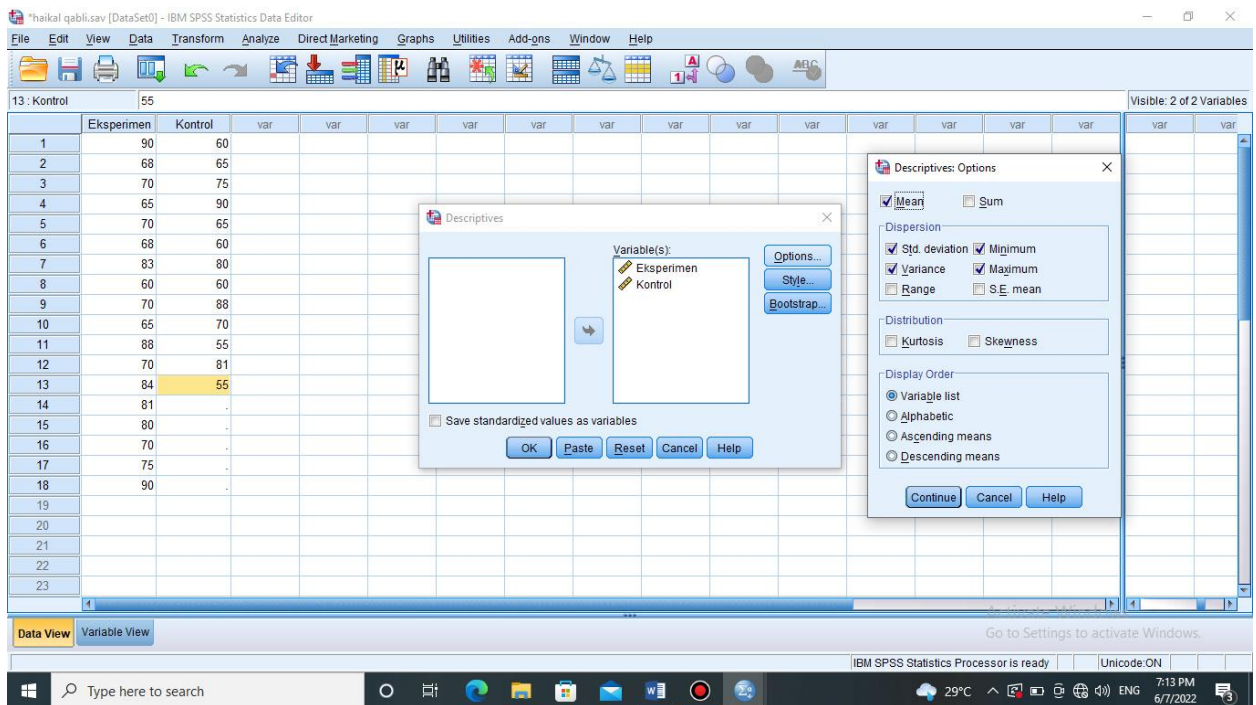 *haikal qabli.sav [DataSet0] - IBM SPSS Statistics Data Editor
File Edit View Data Transform Analyze Direct Marketing Graphs Utilities Add-ons Window Help
13 : Kontrol 55 Visible: 2 of 2 Variables
Eksperimen Kontrol var var var var var var var var var var var var var var var
1 90 60
2 68 65
3 70 75
4 65 90
5 70 65
6 68 60
7 83 80
8 60 60
9 70 88
10 65 70
11 88 55
12 70 81
13 84 55
14 81 .
15 80 .
16 70 .
17 75 .
18 90 .
19
20
21
22
23
Descriptives
Variable(s):
Eksperimen
Kontrol
Options...
Style...
Bootstrap...
Save standardized values as variables
OK Paste Reset Cancel Help
Descriptives: Options
Mean Sum
Dispersion
Std. deviation Minimum
Variance Maximum
Range S.E. mean
Distribution
Kurtosis Skewness
Display Order
Variable list
Alphabetic
Ascending means
Descending means
Continue Cancel Help
Data View Variable View
Go to Settings to activate Windows.
IBM SPSS Statistics Processor is ready Unicode:ON
Type here to search
29°C ENG 7:13 PM
6/7/2022
3